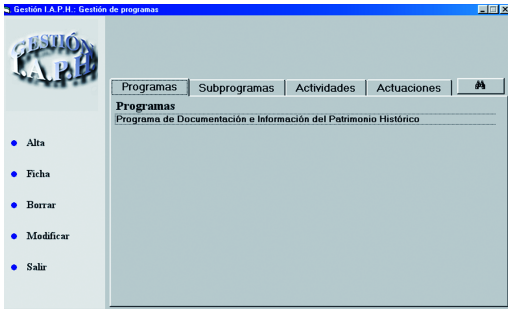 Gestión I.A.P.H.: Gestión de programas
GESTIÓN
I.A.P.H
Programas
Subprogramas
Actividades
Actuaciones
Programas
Programa de Documentación e Información del Patrimonio Histórico
Alta
Ficha
Borrar
Modificar
Salir